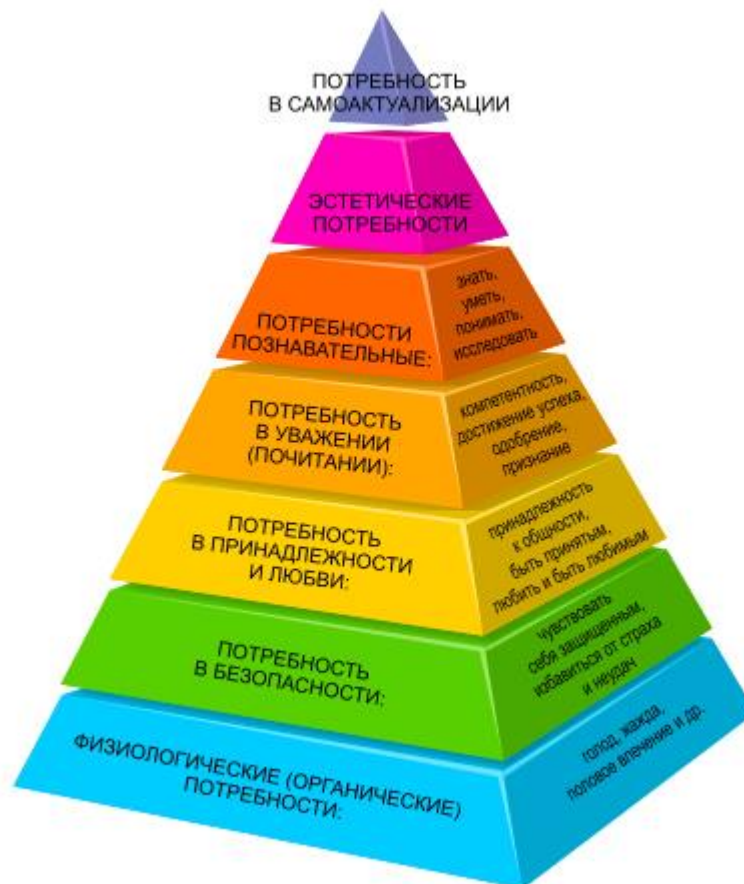 ПОТРЕБНОСТЬ
В САМОАКТУАЛИЗАЦИИ
ЭСТЕТИЧЕСКИЕ
ПОТРЕБНОСТИ
ПОТРЕБНОСТИ
ПОЗНАВАТЕЛЬНЫЕ:
знать,
уметь,
понимать,
исследовать
ПОТРЕБНОСТЬ
В УВАЖЕНИИ
(ПОЧИТАНИИ):
компетентность,
достижение успеха,
одобрение,
признание
ПОТРЕБНОСТЬ
В ПРИНАДЛЕЖНОСТИ
И ЛЮБВИ:
принадлежность
к общности,
быть принятым,
любить и быть любимым
ПОТРЕБНОСТЬ
В БЕЗОПАСНОСТИ:
чувствовать
себя защищенным,
избавиться от страха
и неудач
ФИЗИОЛОГИЧЕСКИЕ (ОРГАНИЧЕСКИЕ)
ПОТРЕБНОСТИ:
голод, жажда,
половое влечение и др.